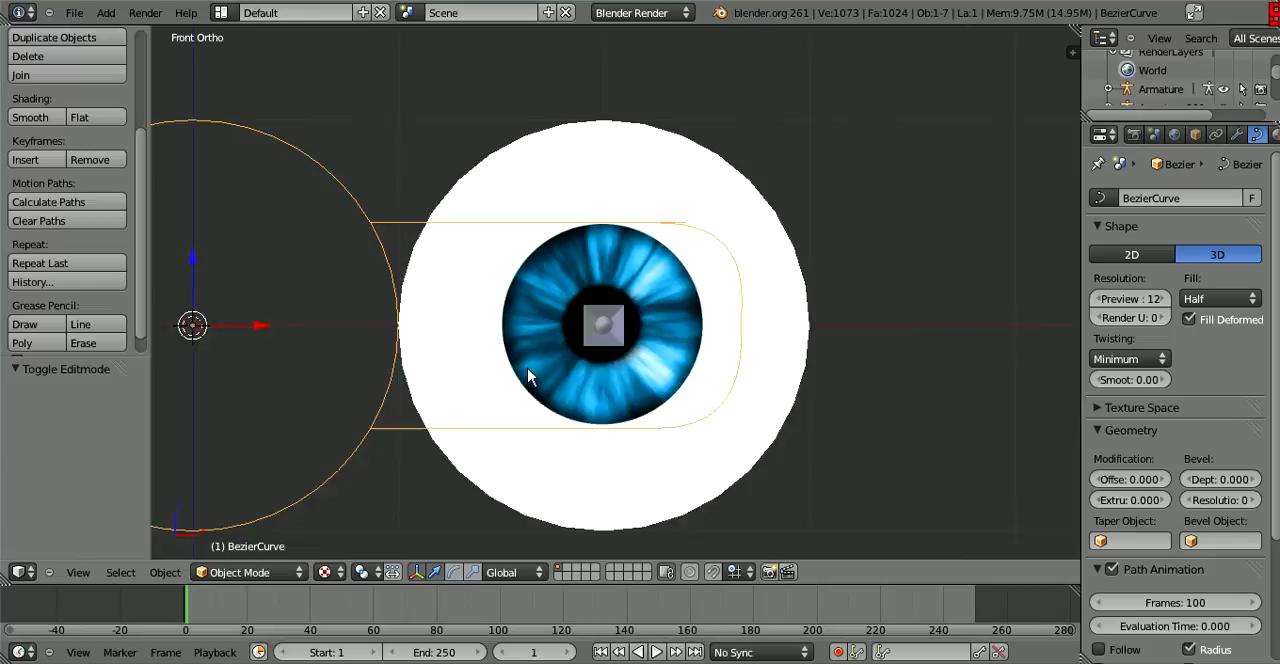 File Add Render Help Default Scene Blender Render blender.org 261 | Ve:1073 | Fa:1024 | Ob:1-7 | La:1 | Mem:9.75M (14.95M) | BezierCurve
Duplicate Objects
Delete
Join
Shading:
Smooth Flat
Keyframes:
Insert Remove
Motion Paths:
Calculate Paths
Clear Paths
Repeat:
Repeat Last
History...
Grease Pencil:
Draw Line
Poly Erase
Toggle Editmode
Front Ortho
(1) BezierCurve
View Search All Scenes
RenderLayers
World
Armature
Bezier Bezier
BezierCurve F
Shape
2D 3D
Resolution: Fill:
Preview : 12 Half
Render U: 0 Fill Deformed
Twisting:
Minimum
Smoot: 0.00
Texture Space
Geometry
Modification: Bevel:
Offse: 0.000 Dept: 0.000
Extru: 0.000 Resolutio: 0
Taper Object: Bevel Object:
Path Animation
Frames: 100
Evaluation Time: 0.000
Follow Radius
View Select Object Object Mode Global
-40 -20 0 20 40 60 80 100 120 140 160 180 200 220 240 260 280
View Marker Frame Playback Start: 1 End: 250 1 No Sync